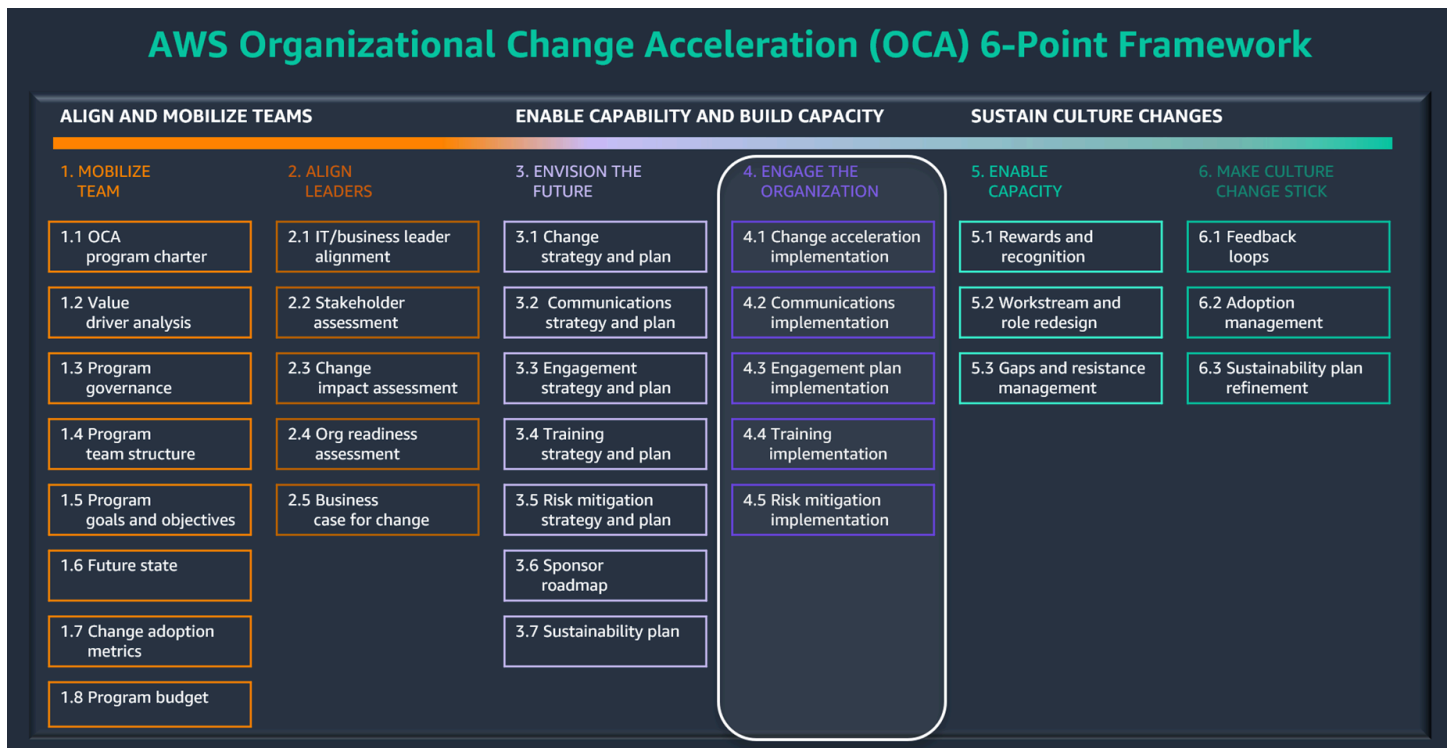 AWS Organizational Change Acceleration (OCA) 6-Point Framework
ALIGN AND MOBILIZE TEAMS
ENABLE CAPABILITY AND BUILD CAPACITY
SUSTAIN CULTURE CHANGES
1. MOBILIZE
TEAM
1.1 OCA
program charter
1.2 Value
driver analysis
1.3 Program
governance
1.4 Program
team structure
1.5 Program
goals and objectives
1.6 Future state
1.7 Change adoption
metrics
1.8 Program budget
2. ALIGN
LEADERS
2.1 IT/business leader
alignment
2.2 Stakeholder
assessment
2.3 Change
impact assessment
2.4 Org readiness
assessment
2.5 Business
case for change
3. ENVISION THE
FUTURE
3.1 Change
strategy and plan
3.2 Communications
strategy and plan
3.3 Engagement
strategy and plan
3.4 Training
strategy and plan
3.5 Risk mitigation
strategy and plan
3.6 Sponsor
roadmap
3.7 Sustainability plan
4. ENGAGE THE
ORGANIZATION
4.1 Change acceleration
implementation
4.2 Communications
implementation
4.3 Engagement plan
implementation
4.4 Training
implementation
4.5 Risk mitigation
implementation
5. ENABLE
CAPACITY
5.1 Rewards and
recognition
5.2 Workstream and
role redesign
5.3 Gaps and resistance
management
6. MAKE CULTURE
CHANGE STICK
6.1 Feedback
loops
6.2 Adoption
management
6.3 Sustainability plan
refinement